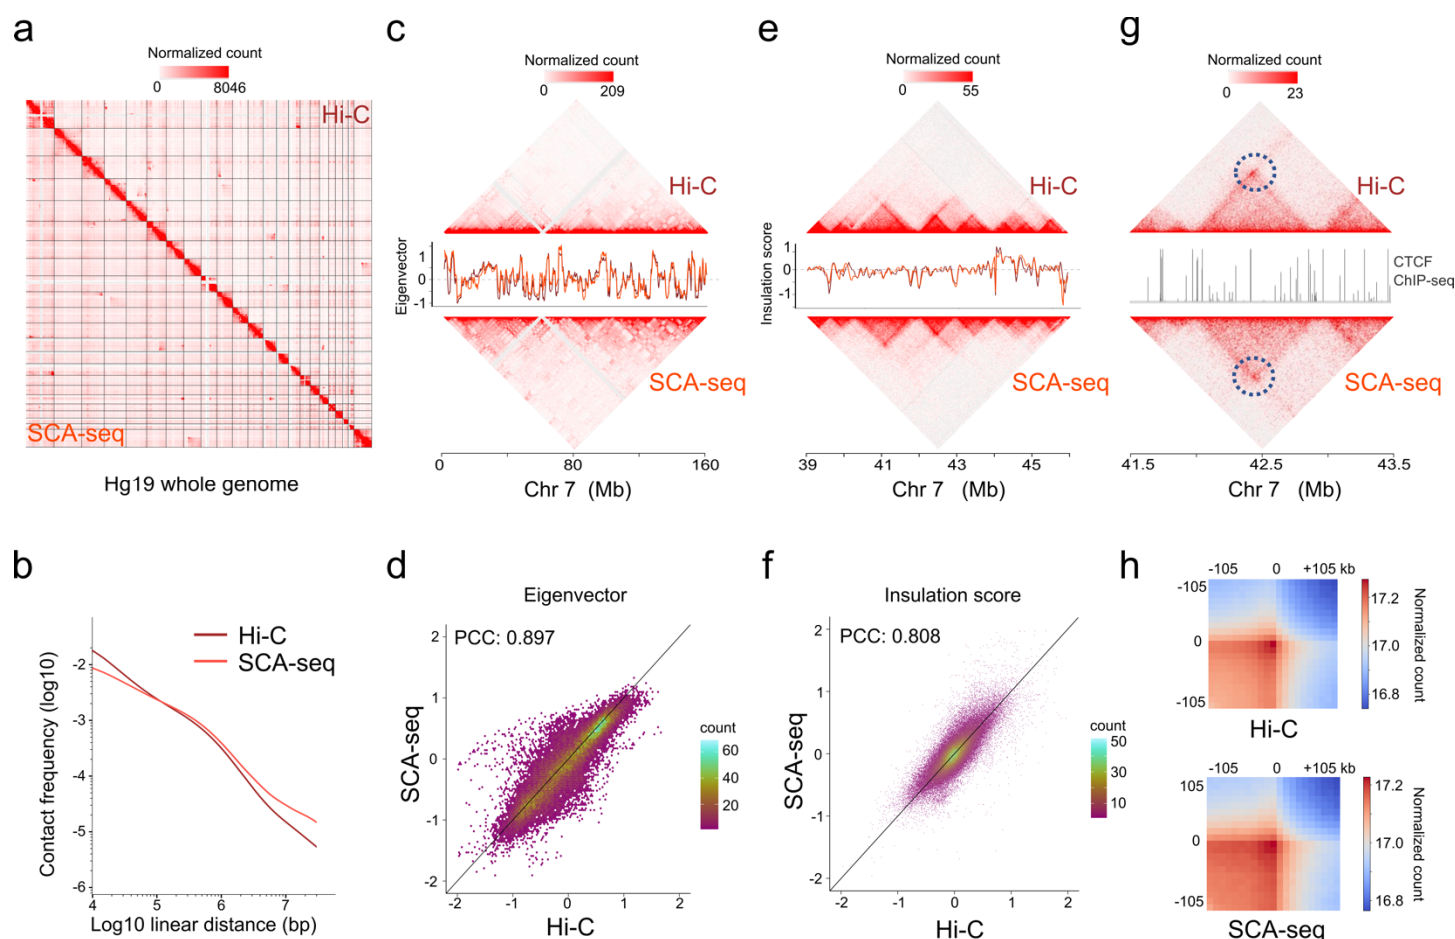 a
Normalized count
0 8046
Hi-C
SCA-seq
Hg19 whole genome
c
Normalized count
0 209
Hi-C
Eigenvector
1
0
-1
SCA-seq
0 80 160
Chr 7 (Mb)
e
Normalized count
0 55
Hi-C
Insulation score
1
0
-1
SCA-seq
39 41 43 45
Chr 7 (Mb)
g
Normalized count
0 23
Hi-C
CTCF
ChIP-seq
SCA-seq
41.5 42.5 43.5
Chr 7 (Mb)
b
Hi-C
SCA-seq
Contact frequency (log10)
-2
-3
-4
-5
-6
4 5 6 7
Log10 linear distance (bp)
d
Eigenvector
PCC: 0.897
SCA-seq
2
1
0
-1
-2
-2 -1 0 1 2
Hi-C
count
60
40
20
f
Insulation score
PCC: 0.808
SCA-seq
2
1
0
-1
-2
-2 -1 0 1 2
Hi-C
count
50
30
10
h
-105 0 +105 kb
-105
0
-105
Hi-C
17.2
17.0
16.8
Normalized count
-105 0 +105 kb
105
0
-105
SCA-seq
17.2
17.0
16.8
Normalized count